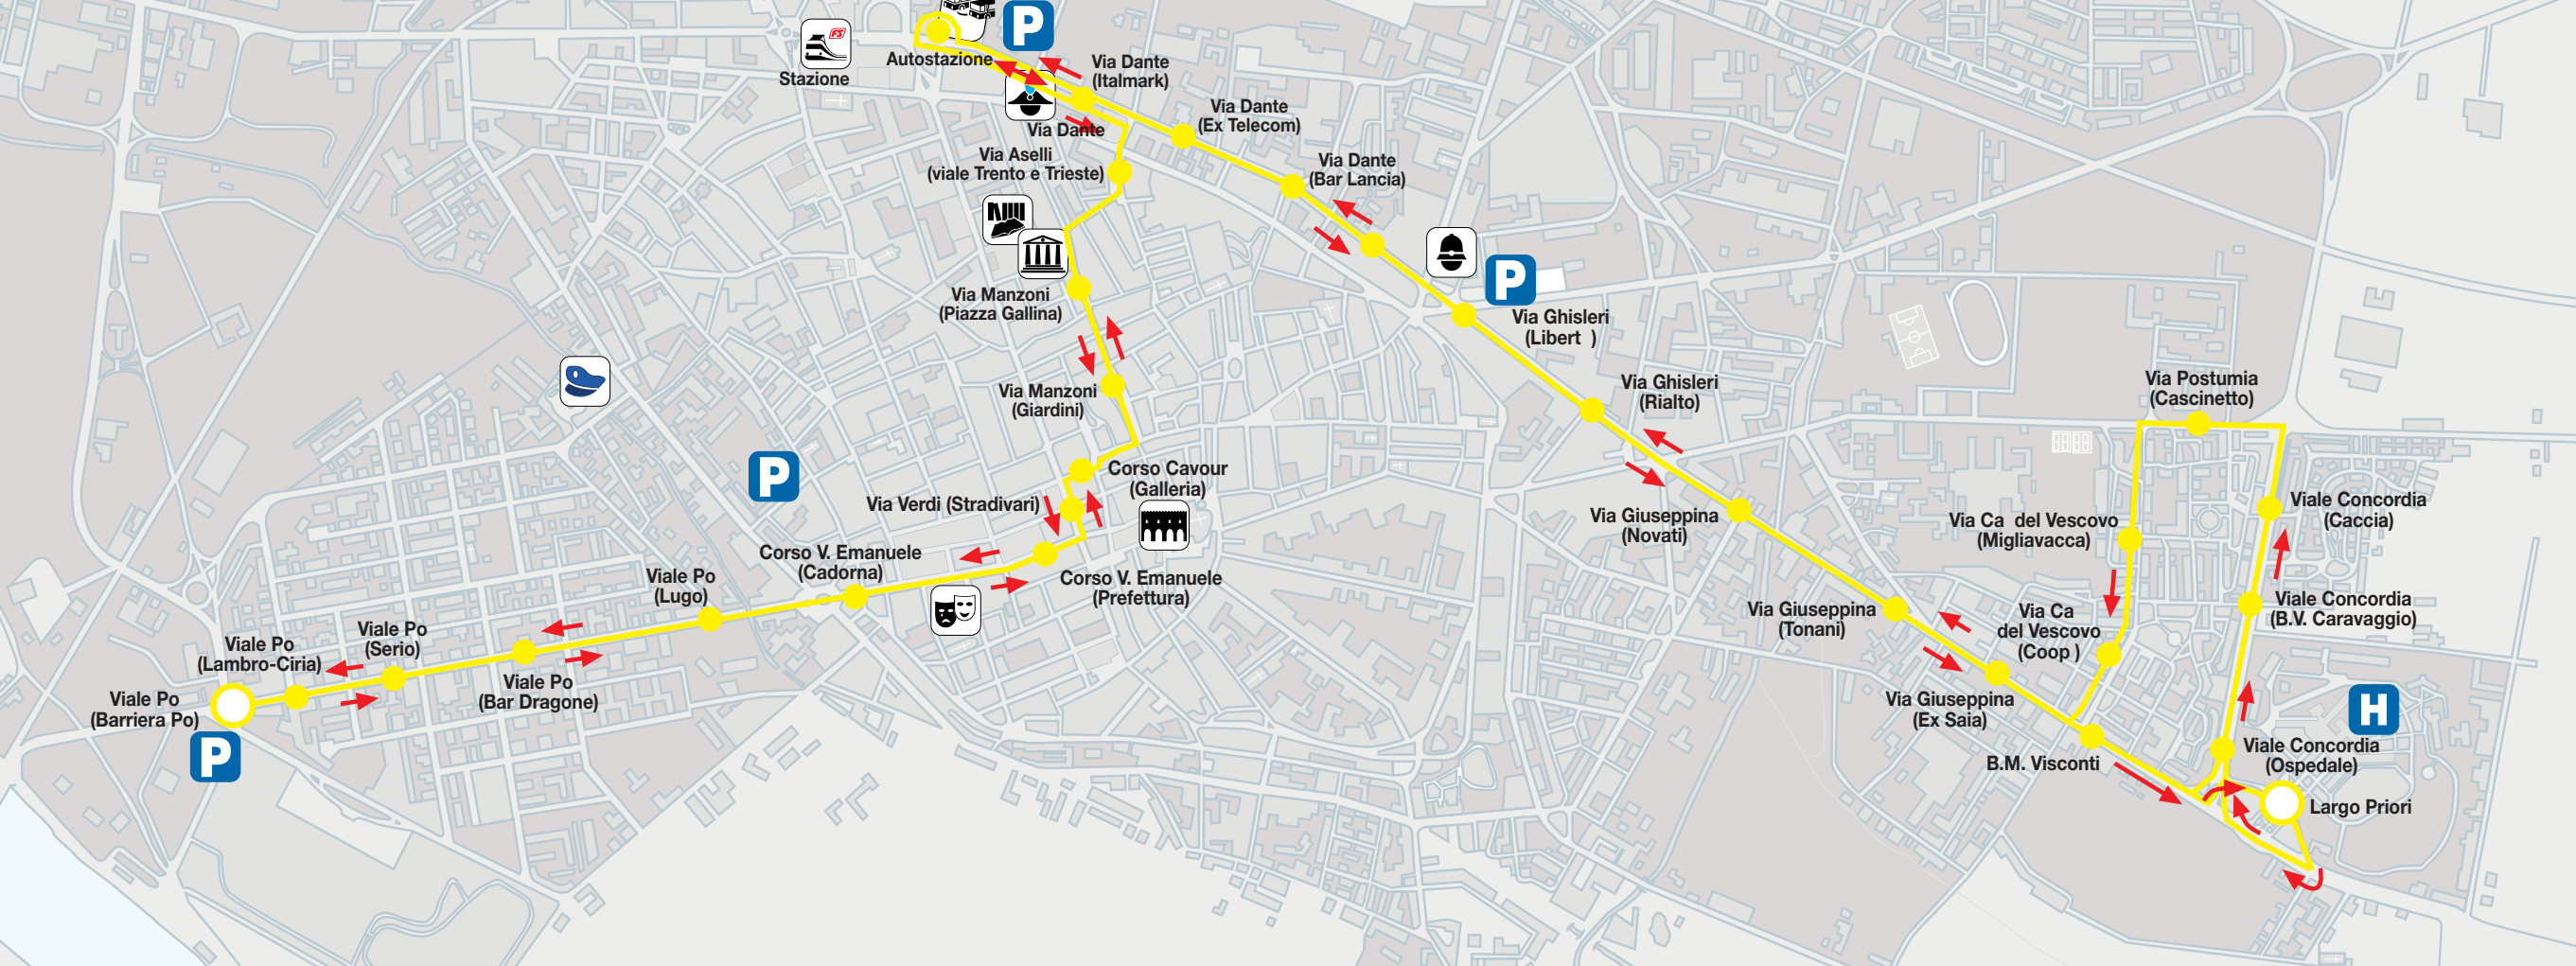 P
FS
Stazione
Autostazione
Via Dante
(Italmark)
Via Dante
(Ex Telecom)
Via Dante
Via Aselli
(viale Trento e Trieste)
Via Dante
(Bar Lancia)
P
Via Manzoni
(Piazza Gallina)
Via Ghisleri
(Libert )
Via Manzoni
(Giardini)
Via Ghisleri
(Rialto)
Via Postumia
(Cascinetto)
P
Corso Cavour
(Galleria)
Via Verdi (Stradivari)
Via Giuseppina
(Novati)
Via Ca del Vescovo
(Migliavacca)
Viale Concordia
(Caccia)
Corso V. Emanuele
(Cadorna)
Corso V. Emanuele
(Prefettura)
Viale Po
(Lugo)
Via Giuseppina
(Tonani)
Via Ca
del Vescovo
(Coop )
Viale Concordia
(B.V. Caravaggio)
Viale Po
(Serio)
Viale Po
(Lambro-Ciria)
Viale Po
(Bar Dragone)
Viale Po
(Barriera Po)
P
Via Giuseppina
(Ex Saia)
H
B.M. Visconti
Viale Concordia
(Ospedale)
Largo Priori